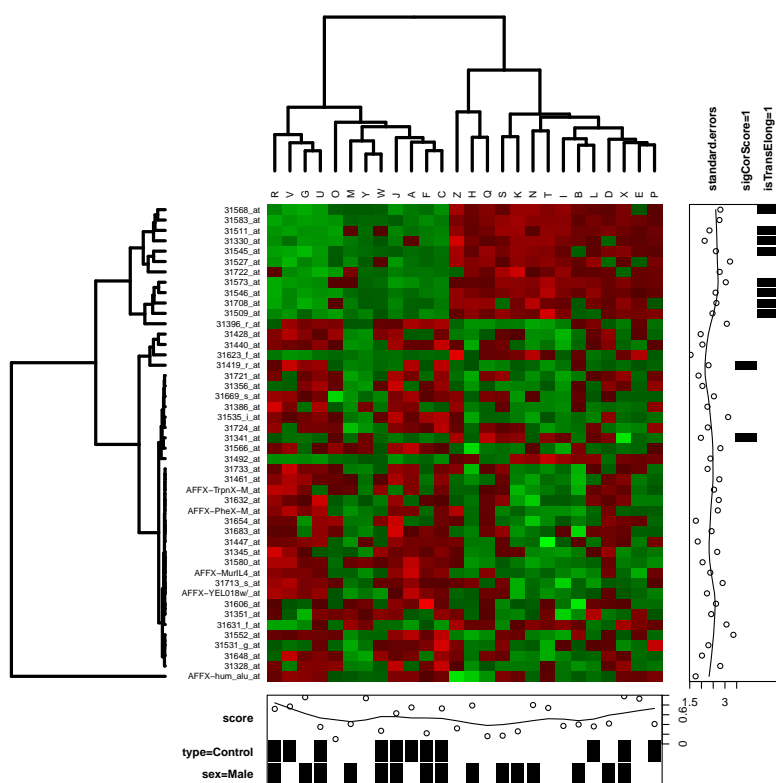 standard.errors
sigCorScore=1
isTransElong=1
R V G U O M Y W J A F C Z H Q S K N T I B L D X E P
31568_at
31583_at
31511_at
31330_at
31545_at
31527_at
31722_at
31573_at
31546_at
31708_at
31509_at
31396_r_at
31428_at
31440_at
31623_f_at
31419_r_at
31721_at
31356_at
31669_s_at
31386_at
31535_i_at
31724_at
31341_at
31566_at
31492_at
31733_at
31461_at
AFFX−TrpnX−M_at
31632_at
AFFX−PheX−M_at
31654_at
31683_at
31447_at
31345_at
31580_at
AFFX−MurIL4_at
31713_s_at
AFFX−YEL018w/_at
31606_at
31351_at
31631_f_at
31552_at
31531_g_at
31648_at
31328_at
AFFX−hum_alu_at
1.5 3
score
0 0.6
type=Control
sex=Male